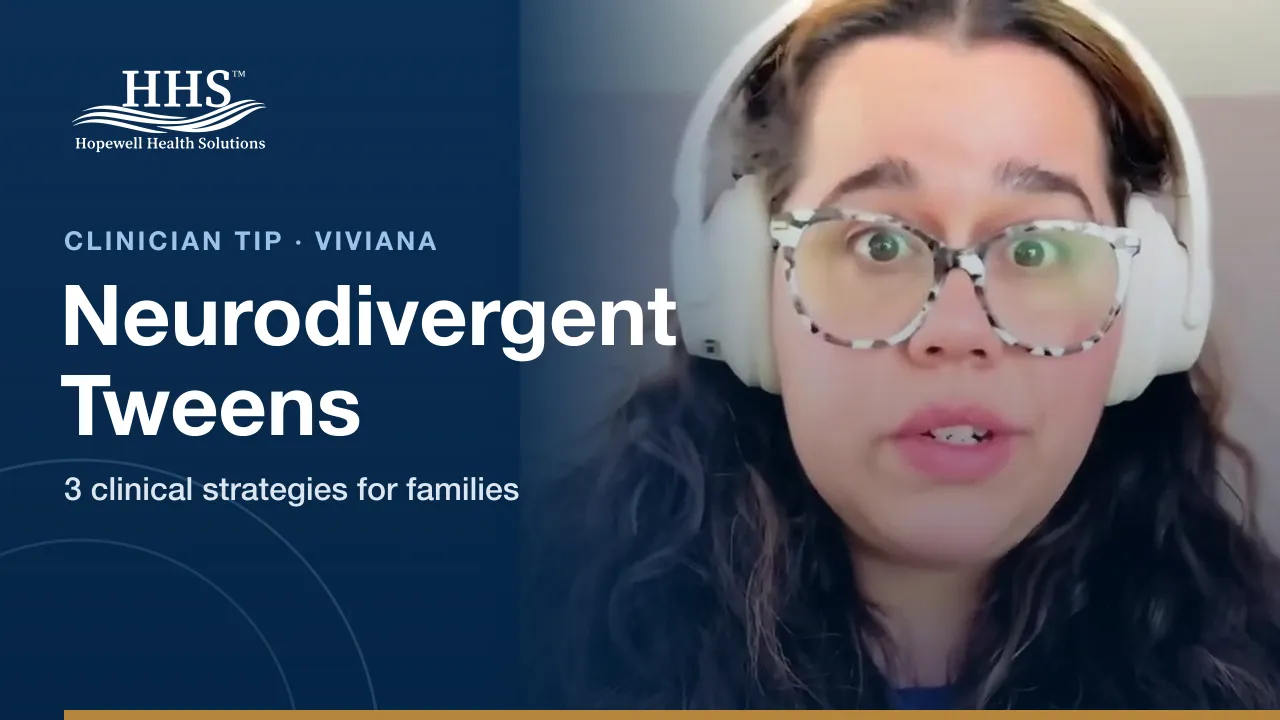 HHS™
Hopewell Health Solutions
CLINICIAN TIP · VIVIANA
Neurodivergent
Tweens
3 clinical strategies for families